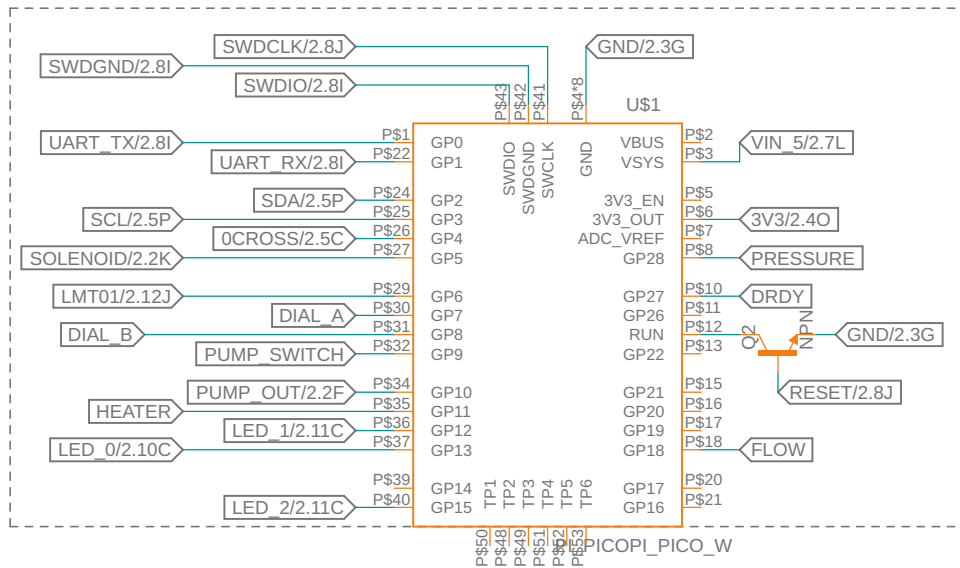 SWDCLK/2.8J
GND/2.3G
SWDGND/2.8I
SWDIO/2.8I
P$43
P$42
P$41
P$4*8
U$1
UART_TX/2.8I
P$1
GP0
SWDIO
SWDGND
SWCLK
GND
VBUS
P$2
VIN_5/2.7L
UART_RX/2.8I
P$22
GP1
VSYS
P$3
SDA/2.5P
P$24
GP2
3V3_EN
P$5
SCL/2.5P
P$25
GP3
3V3_OUT
P$6
3V3/2.4O
0CROSS/2.5C
P$26
GP4
ADC_VREF
P$7
SOLENOID/2.2K
P$27
GP5
GP28
P$8
PRESSURE
LMT01/2.12J
P$29
GP6
GP27
P$10
DRDY
DIAL_A
P$30
GP7
GP26
P$11
DIAL_B
P$31
GP8
RUN
P$12
Q2
NPN
GND/2.3G
PUMP_SWITCH
P$32
GP9
GP22
P$13
PUMP_OUT/2.2F
P$34
GP10
GP21
P$15
RESET/2.8J
HEATER
P$35
GP11
GP20
P$16
LED_1/2.11C
P$36
GP12
GP19
P$17
LED_0/2.10C
P$37
GP13
GP18
P$18
FLOW
P$39
GP14
TP1
TP2
TP3
TP4
TP5
TP6
GP17
P$20
LED_2/2.11C
P$40
GP15
GP16
P$21
P$50
P$48
P$49
P$51
P$52
P$53